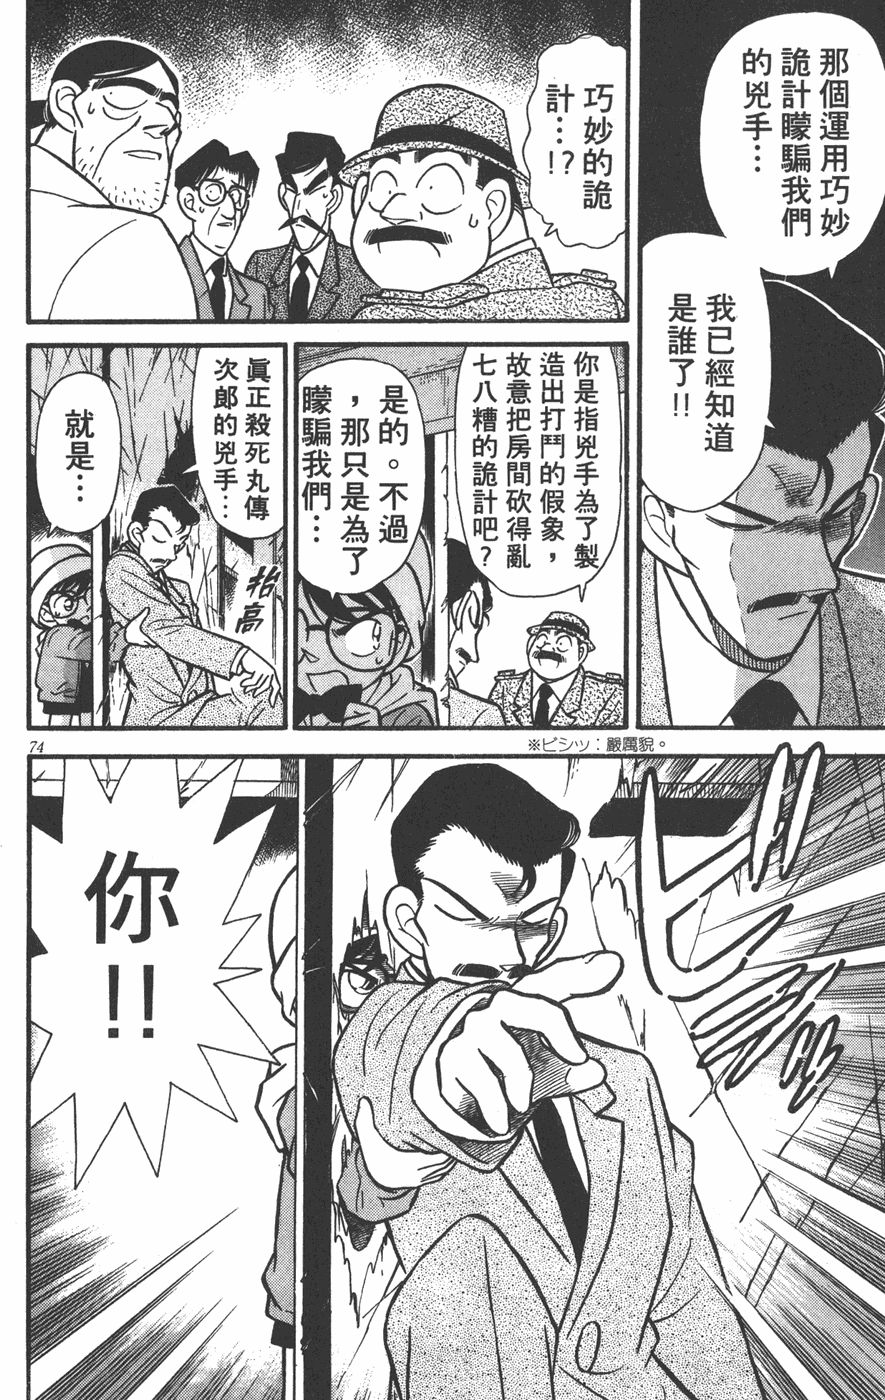 那個運用巧妙
詭計矇騙我們
的兇手…
我已經知道
是誰了!!
巧妙的詭
計…!?
你是指兇手為了製
造出打鬥的假象，
故意把房間砍得亂
七八糟的詭計吧？
是的。不過
，那只是為了
矇騙我們…
眞正殺死丸傳
次郎的兇手…
抬高
就是…
74
※ビシッ：嚴厲貌。
ビシッ
你!!